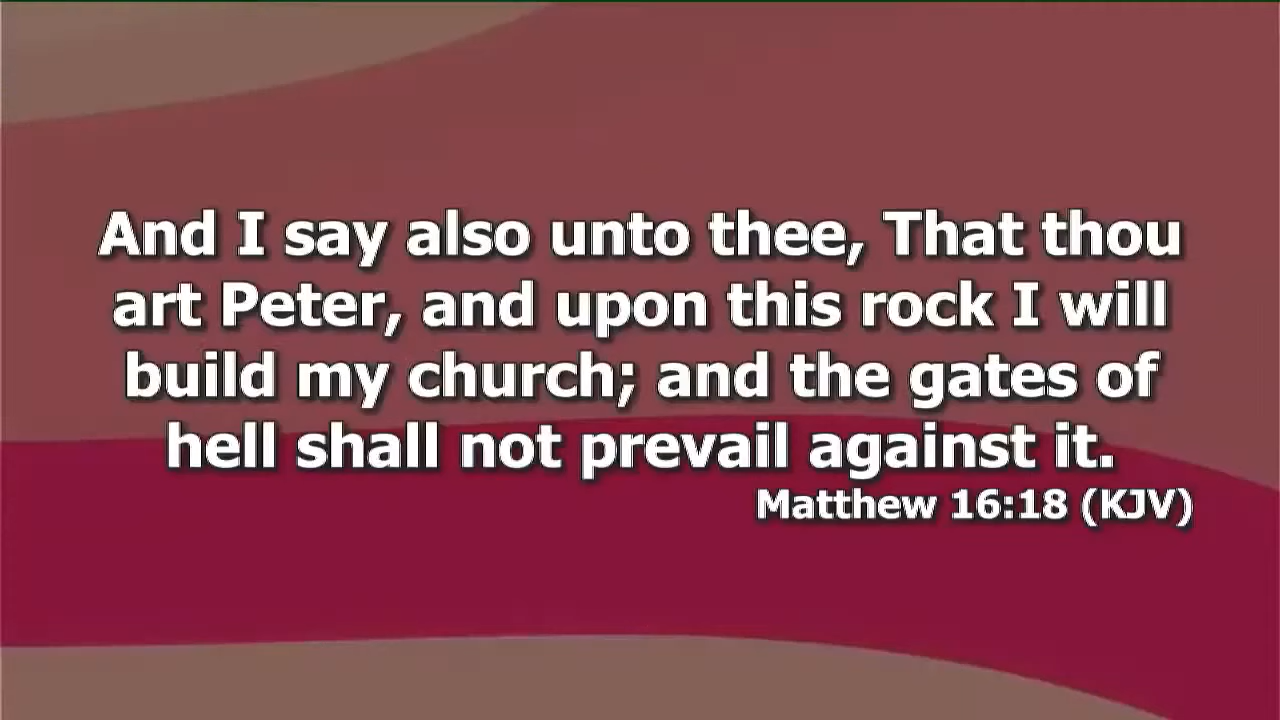 And I say also unto thee, That thou
art Peter, and upon this rock I will
build my church; and the gates of
hell shall not prevail against it.
Matthew 16:18 (KJV)